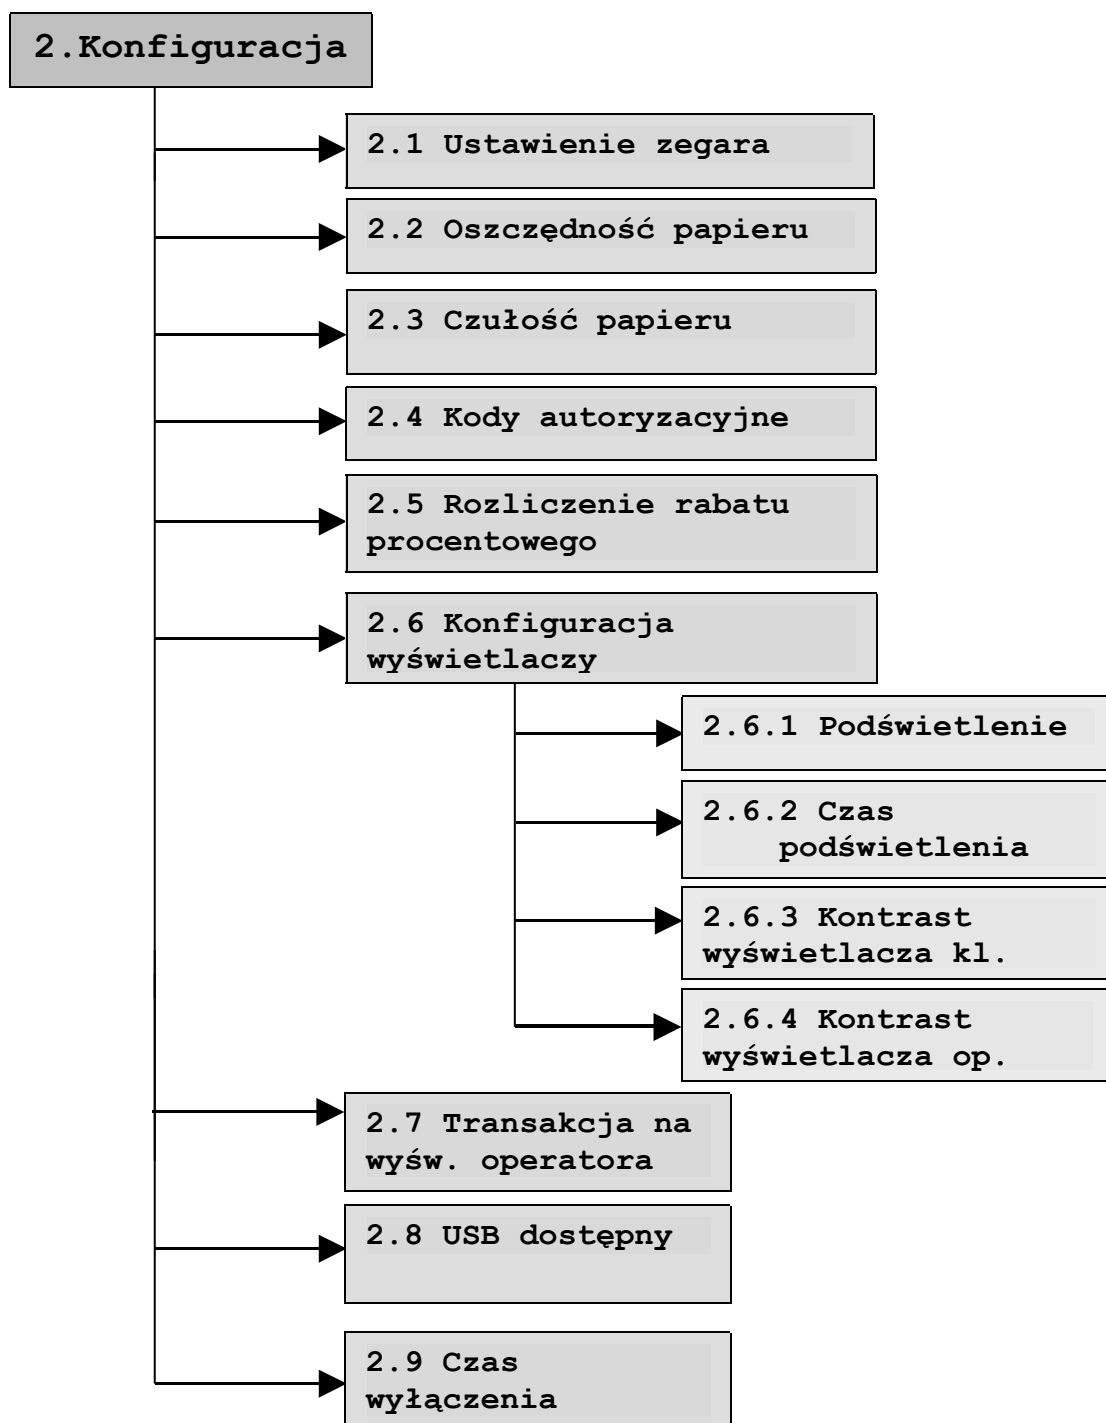 2.Konfiguracja
2.1 Ustawienie zegara
2.2 Oszczędność papieru
2.3 Czułość papieru
2.4 Kody autoryzacyjne
2.5 Rozliczenie rabatu
procentowego
2.6 Konfiguracja
wyświetlaczy
2.6.1 Podświetlenie
2.6.2 Czas
podświetlenia
2.6.3 Kontrast
wyświetlacza kl.
2.6.4 Kontrast
wyświetlacza op.
2.7 Transakcja na
wyśw. operatora
2.8 USB dostępny
2.9 Czas
wyłączenia